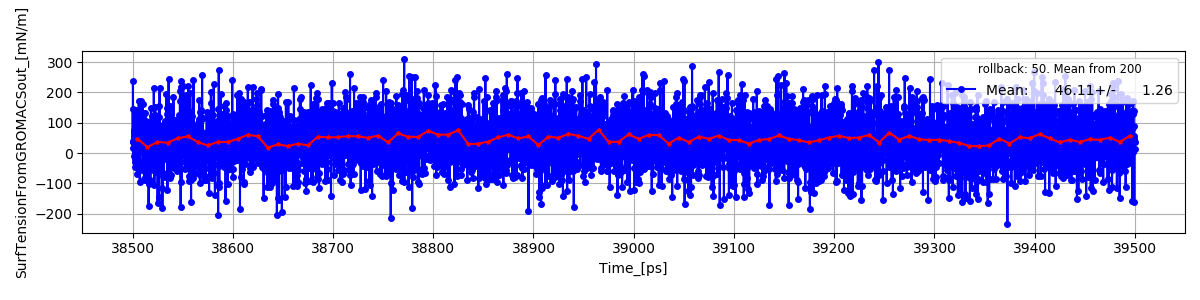 SurfTensionFromGROMACSout_[mN/m]
300
200
100
0
−100
−200
rollback: 50. Mean from 200
Mean: 46.11+/- 1.26
38500 38600 38700 38800 38900 39000 39100 39200 39300 39400 39500
Time_[ps]